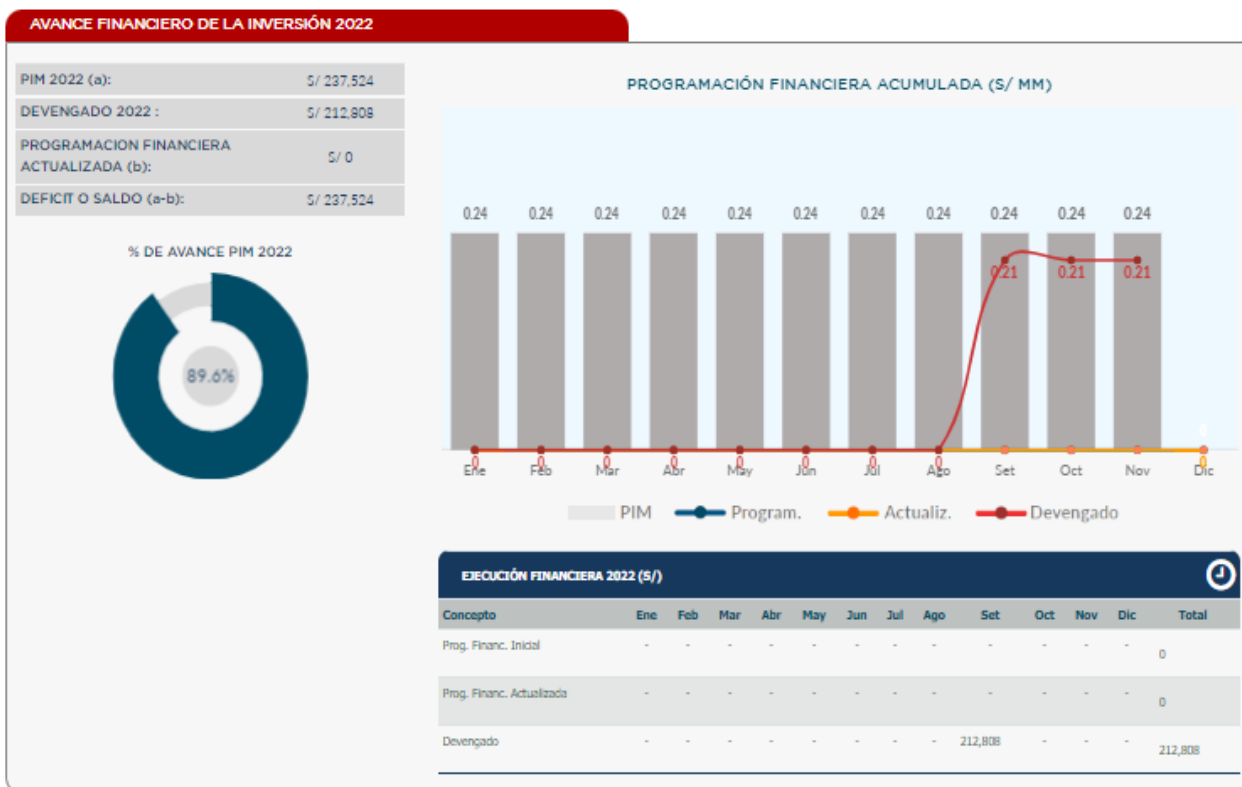 AVANCE FINANCIERO DE LA INVERSIÓN 2022
PIM 2022 (a): S/ 237,524
DEVENGADO 2022 : S/ 212,808
PROGRAMACION FINANCIERA
ACTUALIZADA (b): S/ 0
DEFICIT O SALDO (a-b): S/ 237,524
% DE AVANCE PIM 2022
89.6%
PROGRAMACIÓN FINANCIERA ACUMULADA (S/ MM)
0.24 0.24 0.24 0.24 0.24 0.24 0.24 0.24 0.24 0.24 0.24
0.21 0.21 0.21
0
0 0 0 0 0 0 0 0 0
Ene Feb Mar Abr May Jun Jul Ago Set Oct Nov Dic
PIM Program. Actualiz. Devengado
EJECUCIÓN FINANCIERA 2022 (S/)
Concepto Ene Feb Mar Abr May Jun Jul Ago Set Oct Nov Dic Total
Prog. Financ. Inicial - - - - - - - - - - - - 0
Prog. Financ. Actualizada - - - - - - - - - - - - 0
Devengado - - - - - - - - 212,808 - - - 212,808